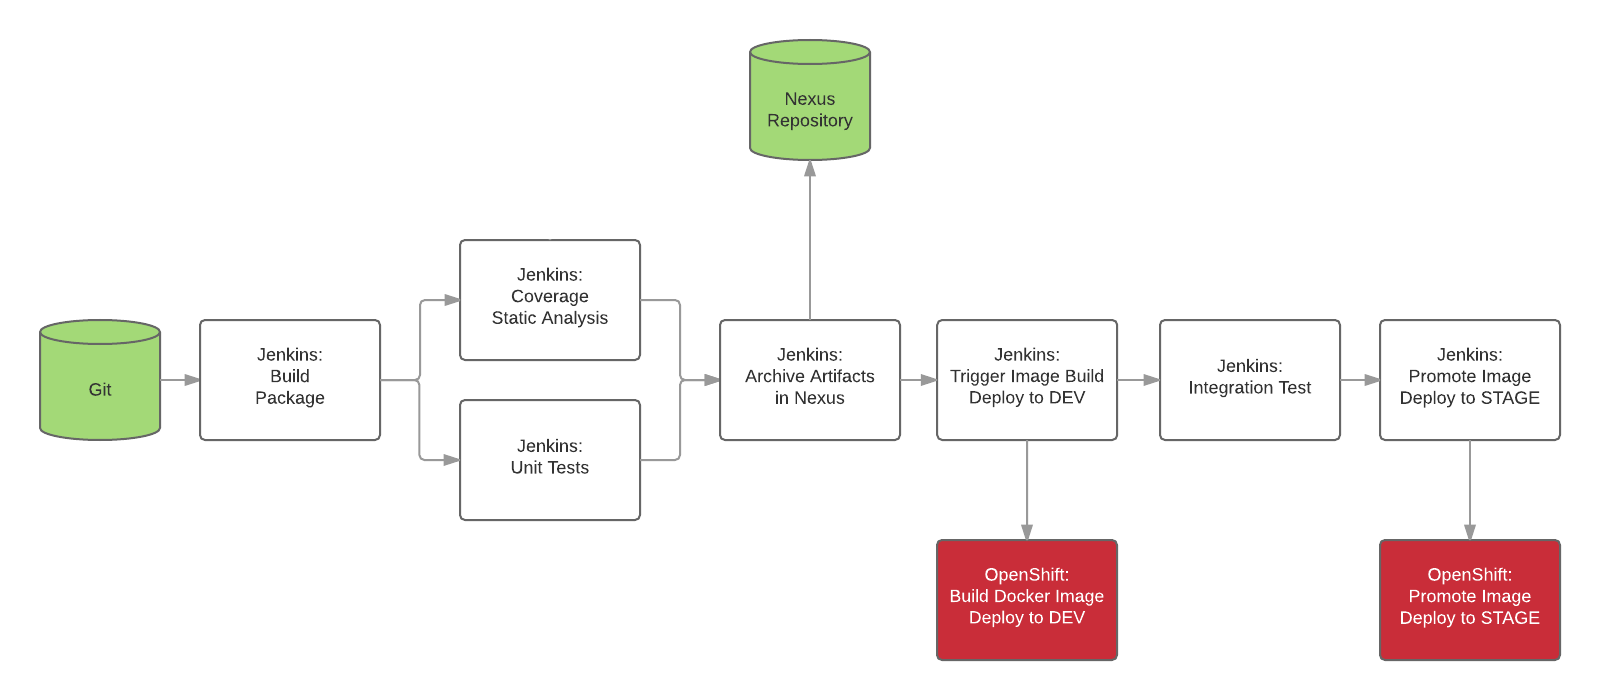 Nexus
Repository
Jenkins:
Coverage
Static Analysis
Git
Jenkins:
Build
Package
Jenkins:
Unit Tests
Jenkins:
Archive Artifacts
in Nexus
Jenkins:
Trigger Image Build
Deploy to DEV
Jenkins:
Integration Test
Jenkins:
Promote Image
Deploy to STAGE
OpenShift:
Build Docker Image
Deploy to DEV
OpenShift:
Promote Image
Deploy to STAGE